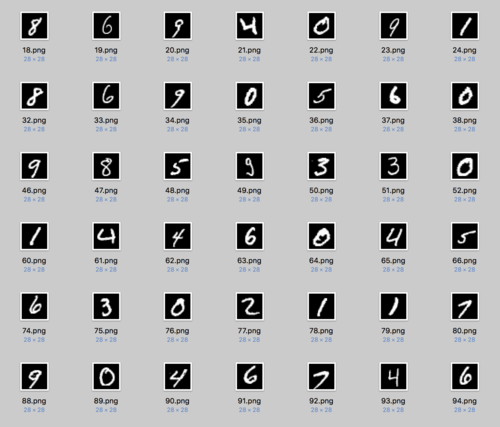 8 6 9 4 0 9 1
18.png 19.png 20.png 21.png 22.png 23.png 24.png
28 × 28 28 × 28 28 × 28 28 × 28 28 × 28 28 × 28 28 × 28
8 6 9 0 5 6 0
32.png 33.png 34.png 35.png 36.png 37.png 38.png
28 × 28 28 × 28 28 × 28 28 × 28 28 × 28 28 × 28 28 × 28
9 8 5 9 3 3 0
46.png 47.png 48.png 49.png 50.png 51.png 52.png
28 × 28 28 × 28 28 × 28 28 × 28 28 × 28 28 × 28 28 × 28
1 4 4 6 0 4 5
60.png 61.png 62.png 63.png 64.png 65.png 66.png
28 × 28 28 × 28 28 × 28 28 × 28 28 × 28 28 × 28 28 × 28
6 3 0 2 1 1 7
74.png 75.png 76.png 77.png 78.png 79.png 80.png
28 × 28 28 × 28 28 × 28 28 × 28 28 × 28 28 × 28 28 × 28
9 0 4 6 7 4 6
88.png 89.png 90.png 91.png 92.png 93.png 94.png
28 × 28 28 × 28 28 × 28 28 × 28 28 × 28 28 × 28 28 × 28